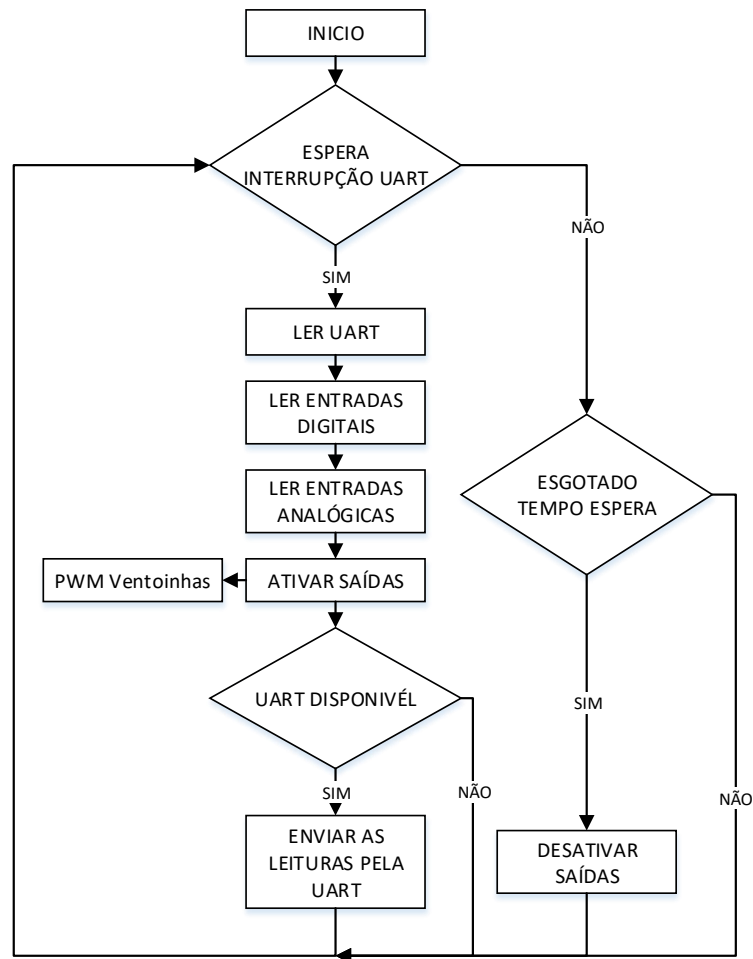 INICIO
ESPERA
INTERRUPÇÃO UART
NÃO
SIM
LER UART
LER ENTRADAS
DIGITAIS
LER ENTRADAS
ANALÓGICAS
ESGOTADO
TEMPO ESPERA
PWM Ventoinhas
ATIVAR SAÍDAS
UART DISPONIVÉL
SIM
SIM
NÃO
NÃO
ENVIAR AS
LEITURAS PELA
UART
DESATIVAR
SAÍDAS